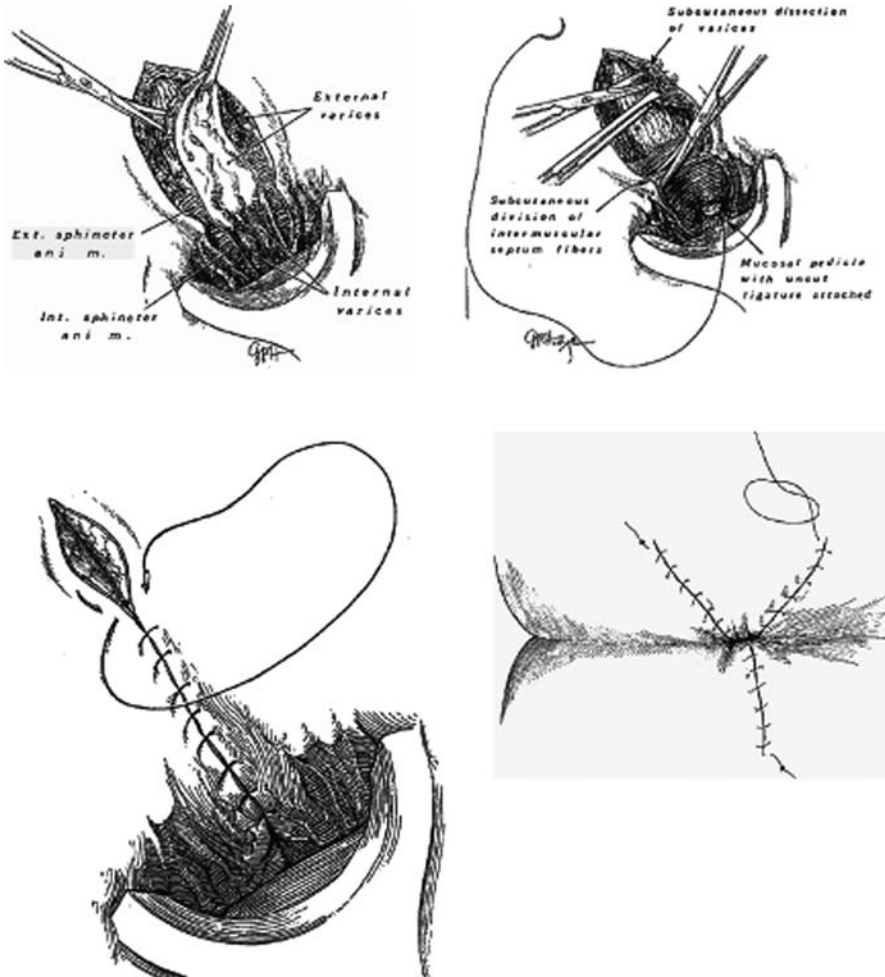 External
varices
Ext. sphincter
ani m.
Int. sphincter
ani m.
Internal
varices
Subcutaneous dissection
of varices
Subcutaneous
division of
intermuscular
septum fibers
Mucosal pedicle
with uncut
ligature attached